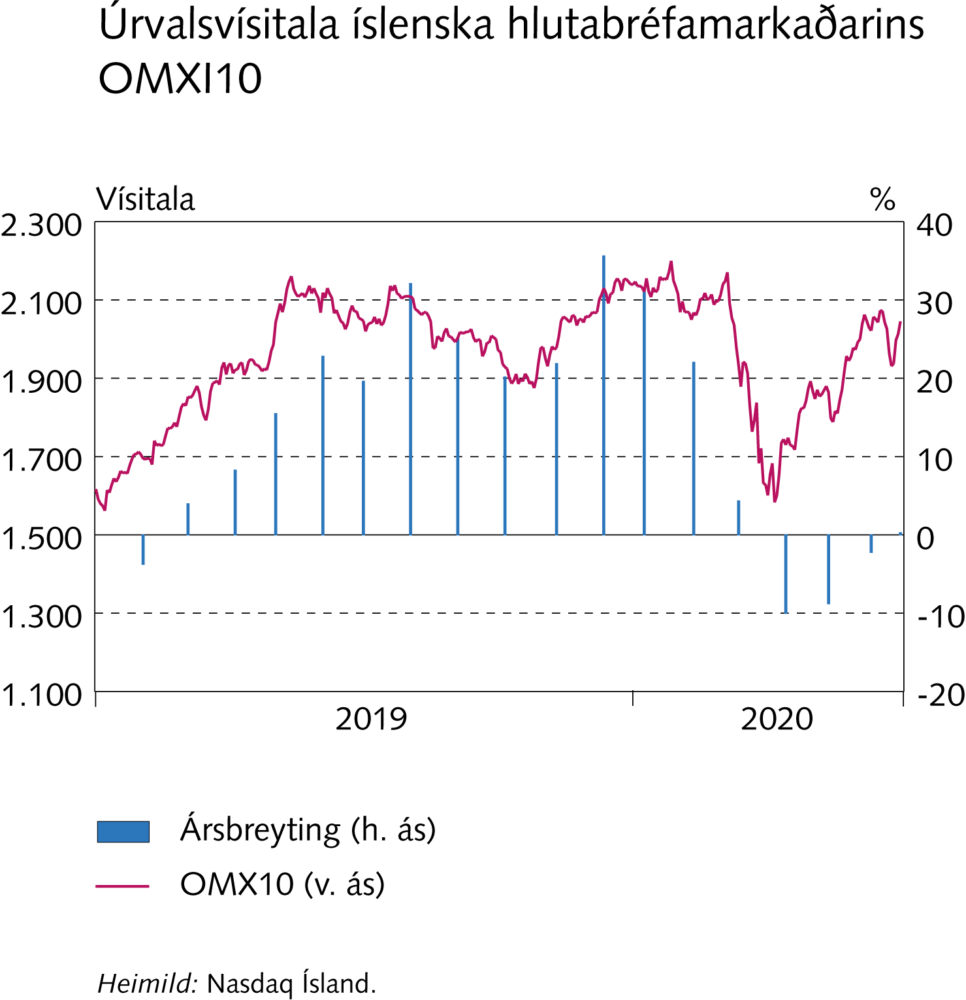 Úrvalsvísitala íslenska hlutabréfamarkaðarins
OMXI10
Vísitala %
2.300 40
2.100 30
1.900 20
1.700 10
1.500 0
1.300 -10
1.100 -20
2019 2020
Ársbreyting (h. ás)
OMX10 (v. ás)
Heimild: Nasdaq Ísland.